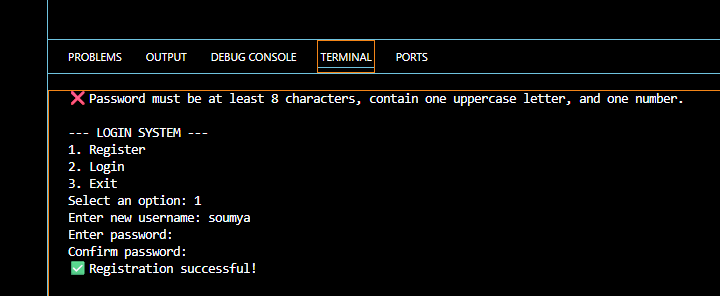 PROBLEMS OUTPUT DEBUG CONSOLE TERMINAL PORTS
❌ Password must be at least 8 characters, contain one uppercase letter, and one number.
--- LOGIN SYSTEM ---
1. Register
2. Login
3. Exit
Select an option: 1
Enter new username: soumya
Enter password:
Confirm password:
✅ Registration successful!